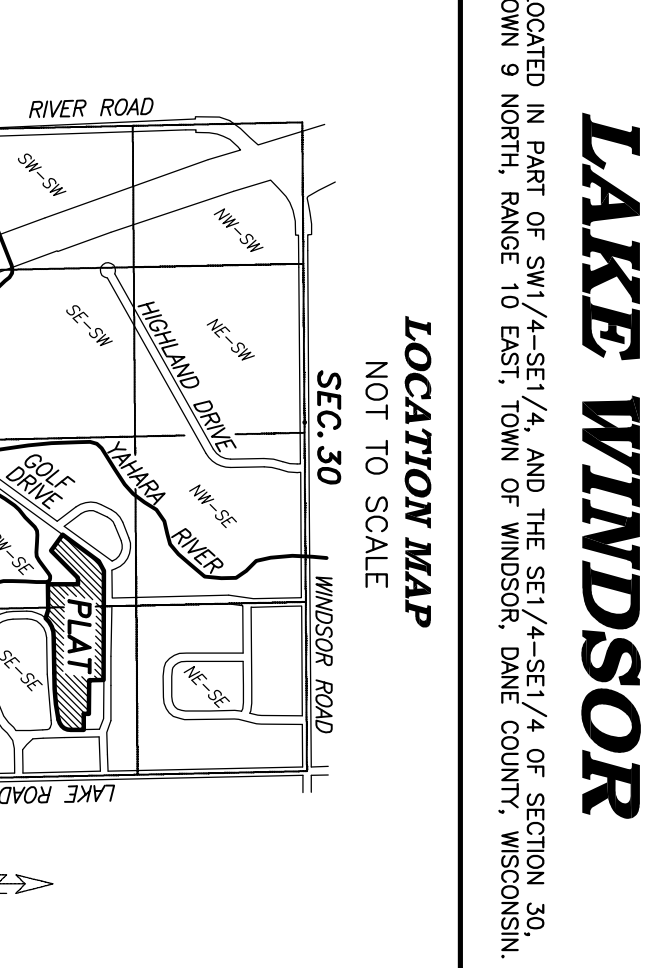 LAKE WINDSOR
LOCATED IN PART OF SW1/4-SE1/4, AND THE SE1/4-SE1/4 OF SECTION 30,
OWN 9 NORTH, RANGE 10 EAST, TOWN OF WINDSOR, DANE COUNTY, WISCONSIN.
LOCATION MAP
NOT TO SCALE
SEC. 30
WINDSOR ROAD
RIVER ROAD
NW-SW
NE-SW
NW-SE
NE-SE
HIGHLAND DRIVE
YAHARA RIVER
SW-SW
SE-SW
GOLF
DRIVE
PLAT
W-SE
SE-SE
LAKE ROAD